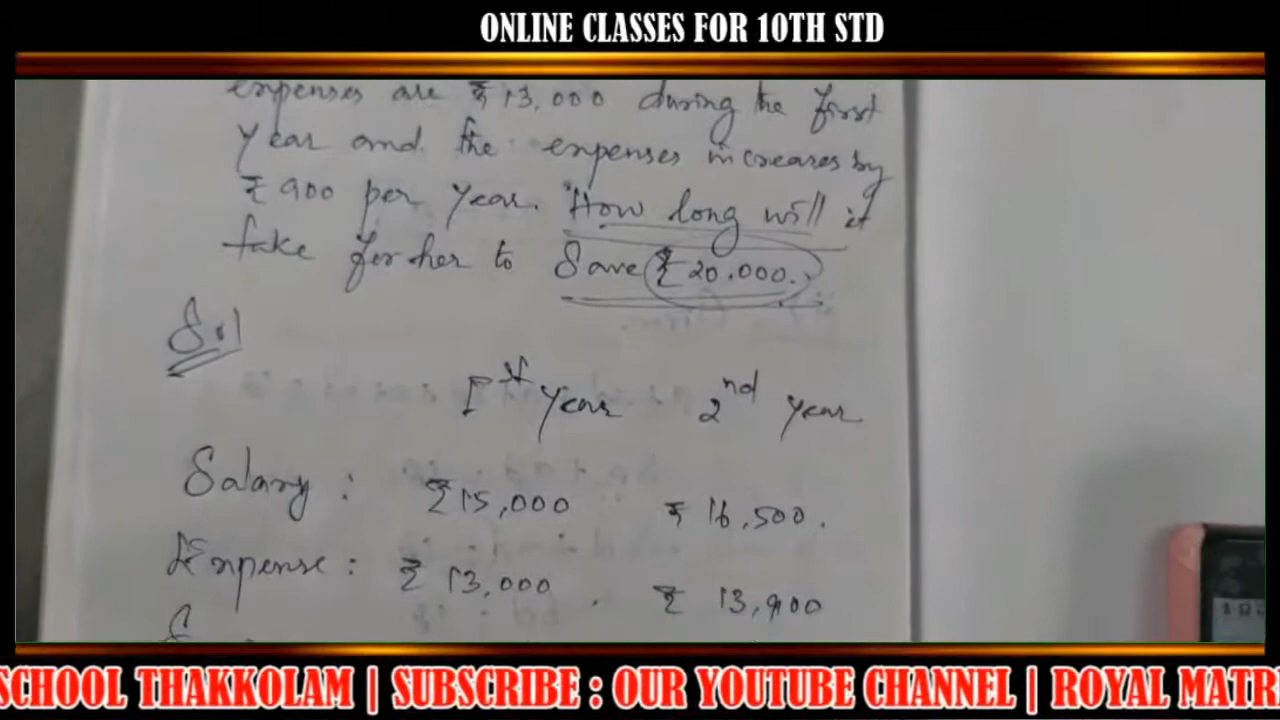 ONLINE CLASSES FOR 10TH STD
expenses are ₹ 13,000 during the first
year and the expenses increases by
₹ 900 per year. How long will it
take for her to Save ₹ 20,000.
Sol
Ist year 2nd year
Salary : ₹ 15,000 ₹ 16,500.
Expense : ₹ 13,000 . ₹ 13,900
SCHOOL THAKKOLAM | SUBSCRIBE : OUR YOUTUBE CHANNEL | ROYAL MATR